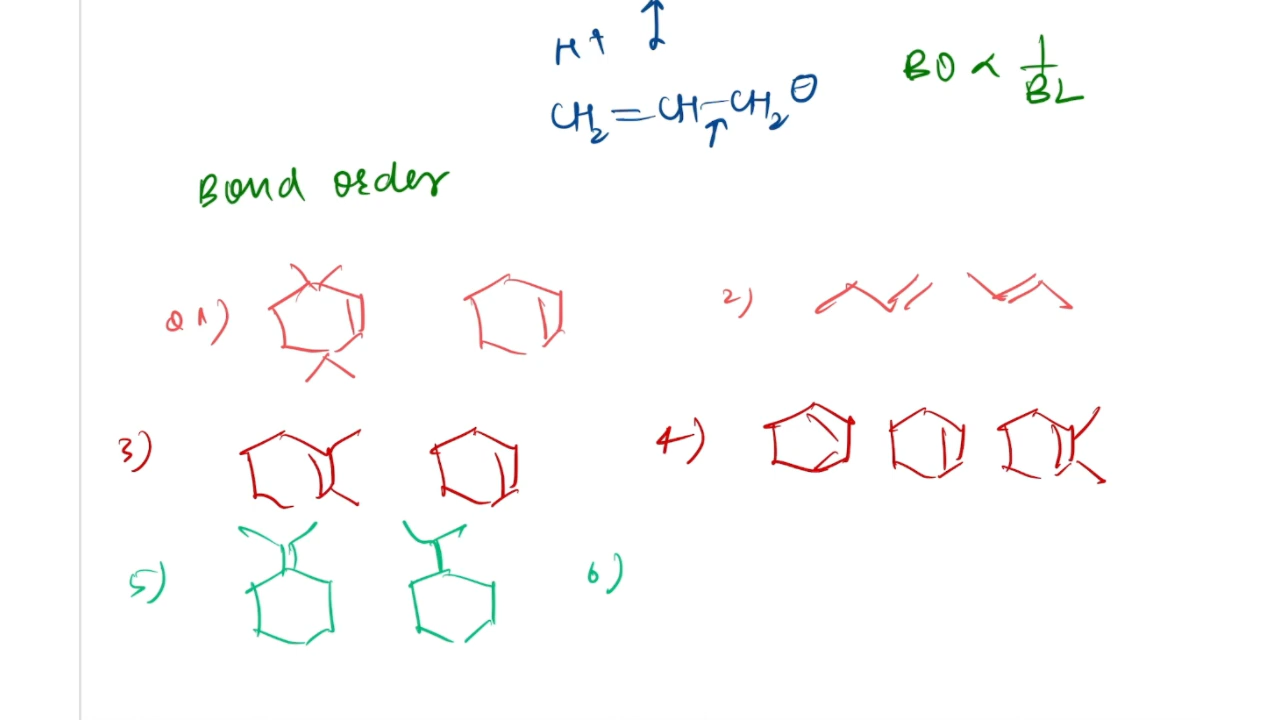 H+ ↕
CH₂=CH-CH₂⊖
↑
BO ∝ 1/BL
Bond order
Q1)
2)
3)
4)
5)
6)